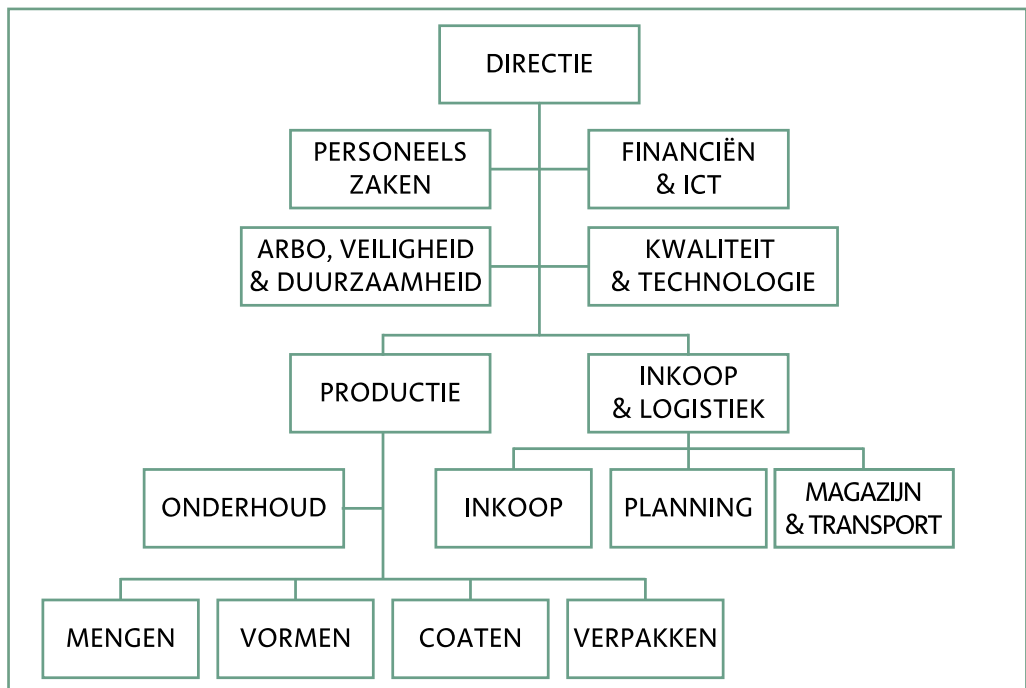 DIRECTIE
PERSONEELS
ZAKEN
FINANCIËN
& ICT
ARBO, VEILIGHEID
& DUURZAAMHEID
KWALITEIT
& TECHNOLOGIE
PRODUCTIE
INKOOP
& LOGISTIEK
ONDERHOUD
INKOOP
PLANNING
MAGAZIJN
& TRANSPORT
MENGEN
VORMEN
COATEN
VERPAKKEN